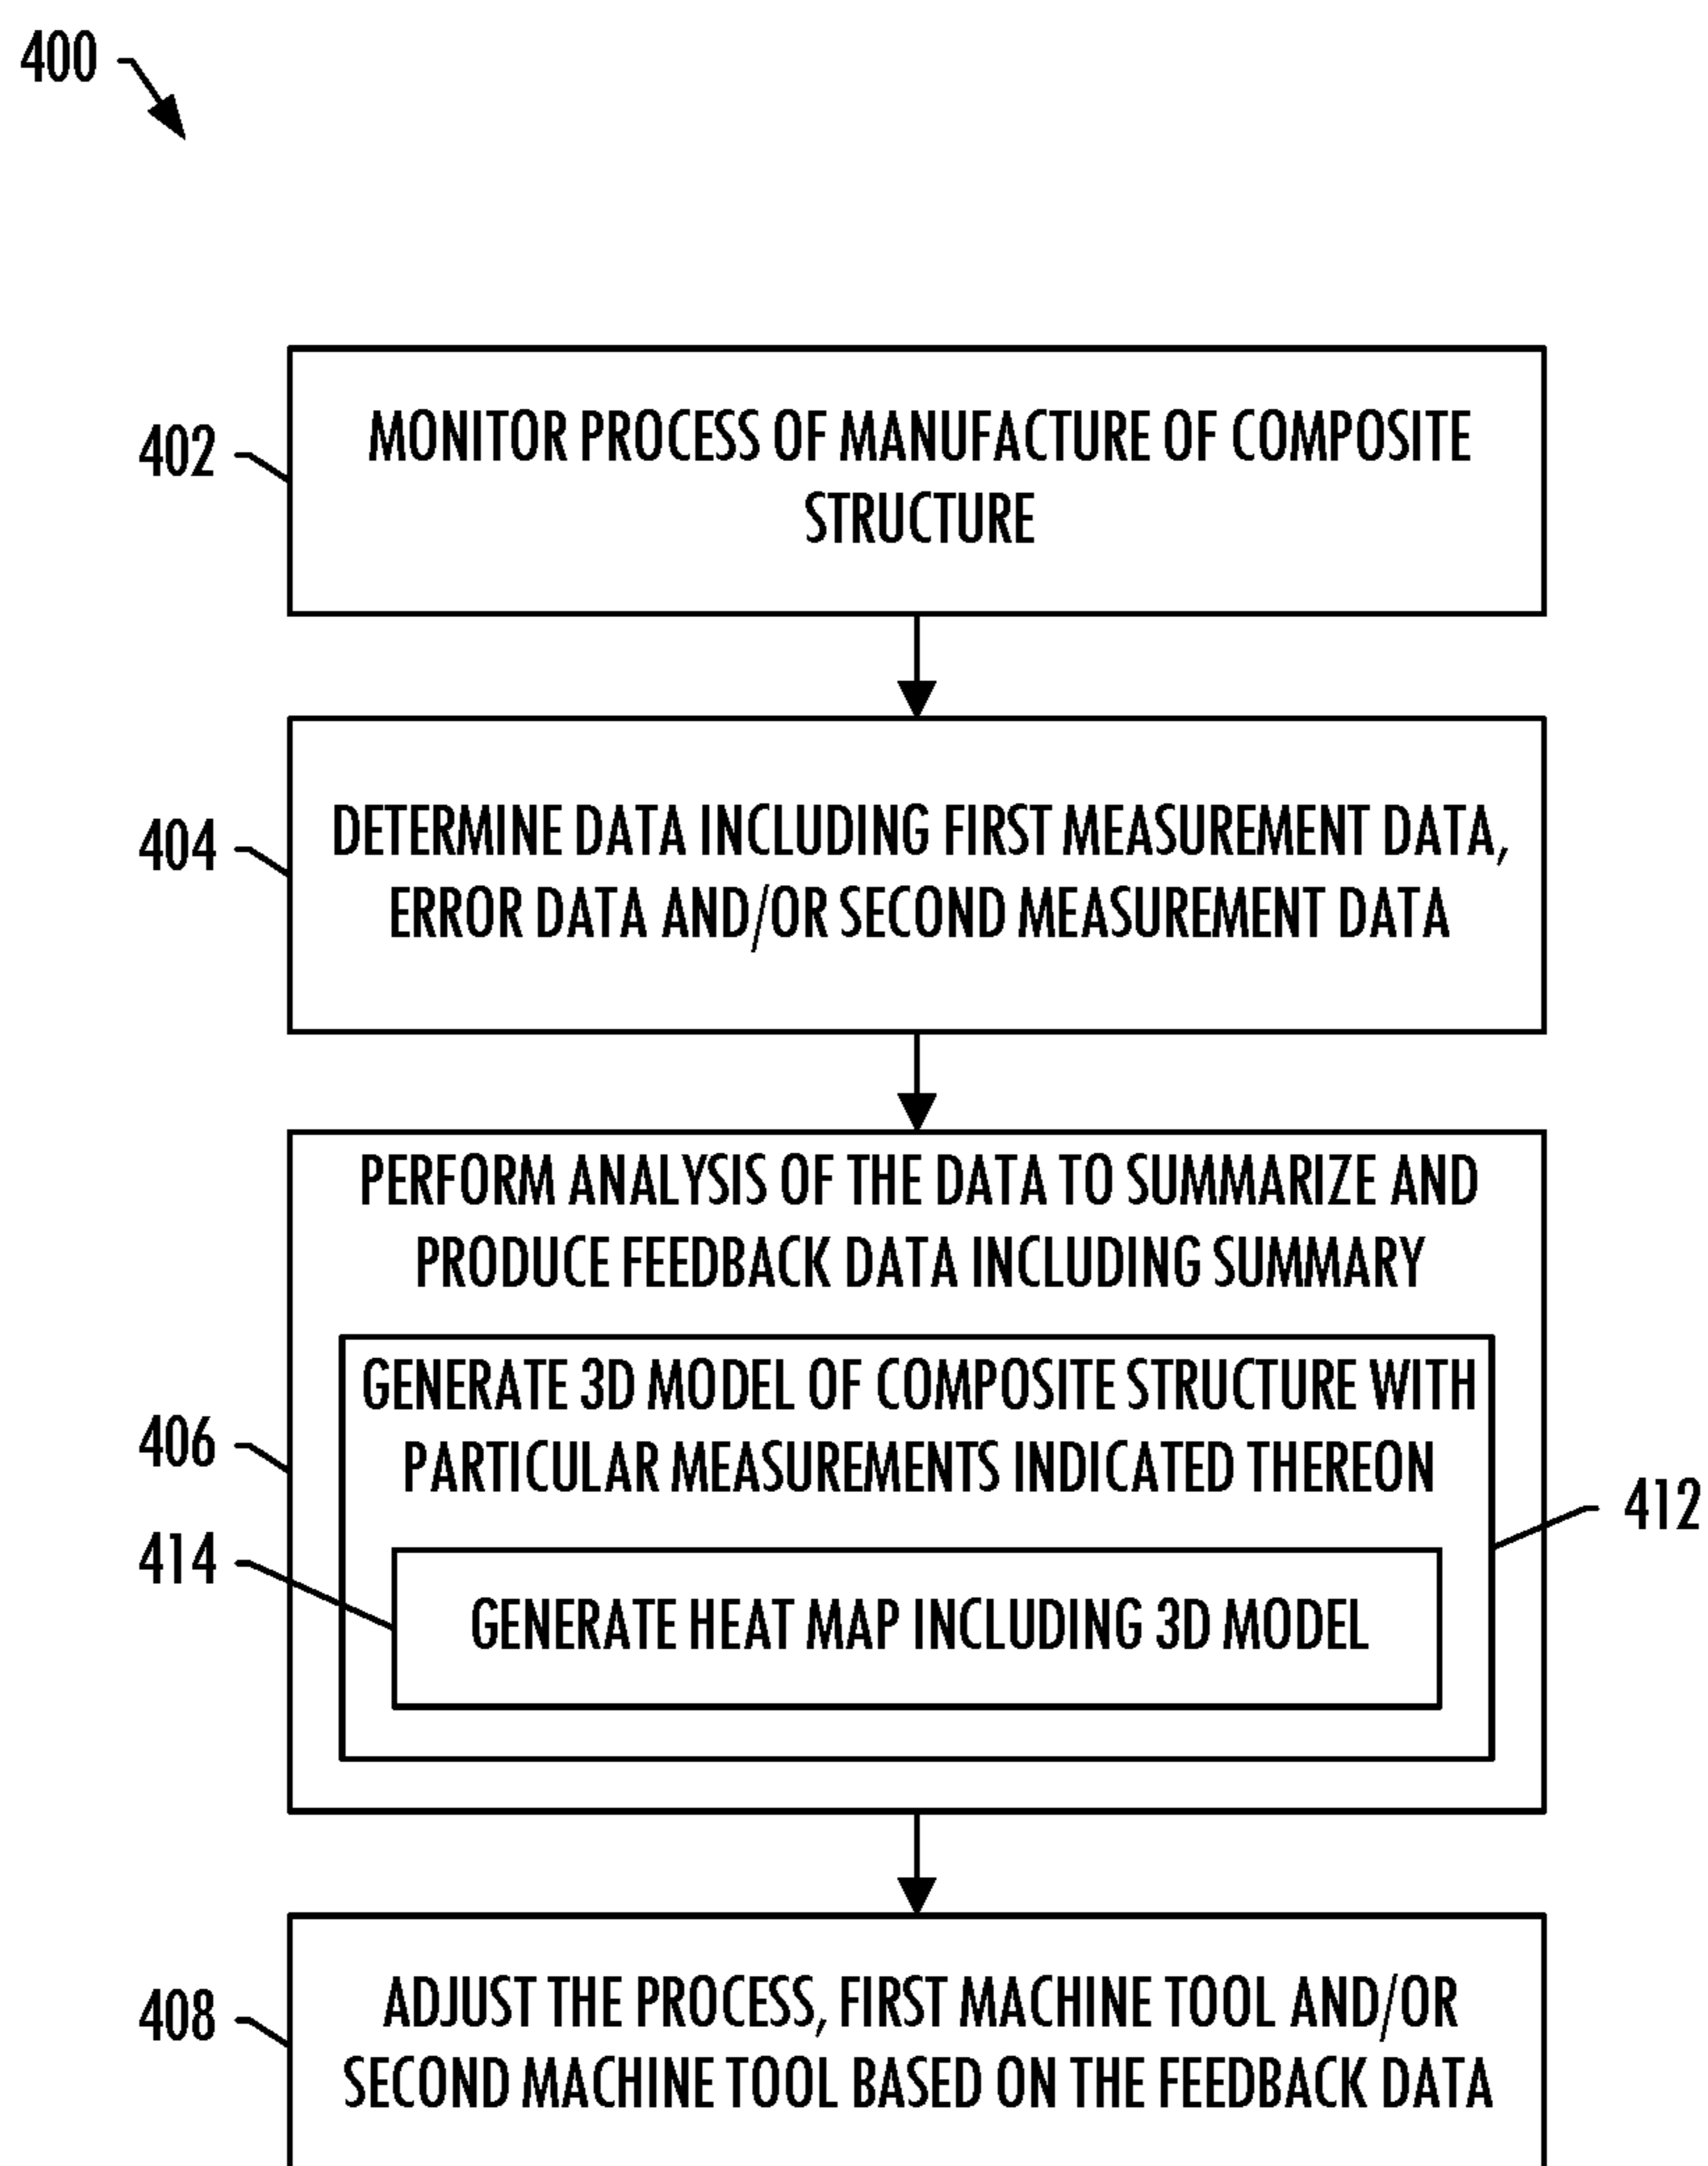 400
402
MONITOR PROCESS OF MANUFACTURE OF COMPOSITE
STRUCTURE
404
DETERMINE DATA INCLUDING FIRST MEASUREMENT DATA,
ERROR DATA AND/OR SECOND MEASUREMENT DATA
406
PERFORM ANALYSIS OF THE DATA TO SUMMARIZE AND
PRODUCE FEEDBACK DATA INCLUDING SUMMARY
412
GENERATE 3D MODEL OF COMPOSITE STRUCTURE WITH
PARTICULAR MEASUREMENTS INDICATED THEREON
414
GENERATE HEAT MAP INCLUDING 3D MODEL
408
ADJUST THE PROCESS, FIRST MACHINE TOOL AND/OR
SECOND MACHINE TOOL BASED ON THE FEEDBACK DATA